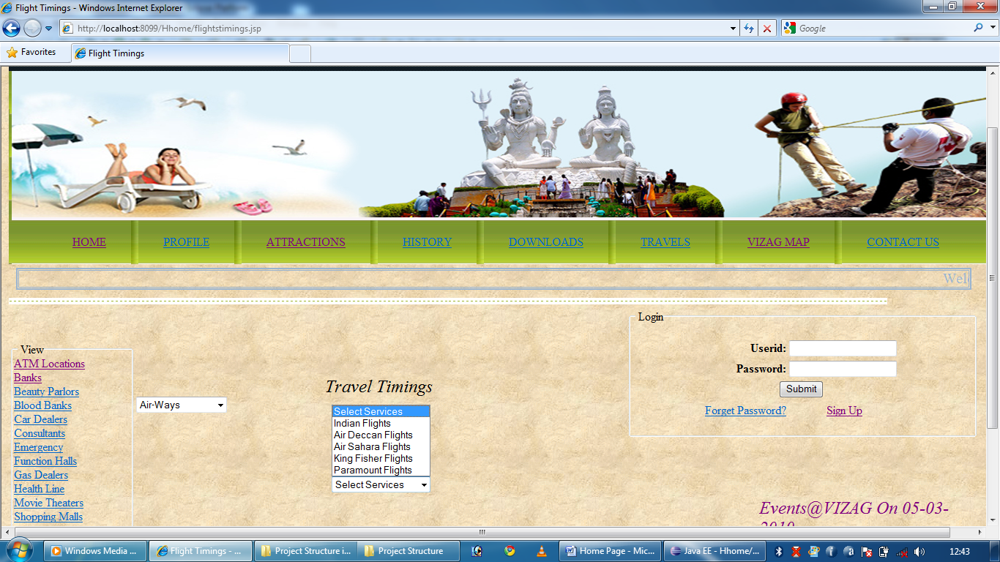 Flight Timings - Windows Internet Explorer
http://localhost:8099/Hhome/flightstimings.jsp
Google
Favorites
Flight Timings
HOME PROFILE ATTRACTIONS HISTORY DOWNLOADS TRAVELS VIZAG MAP CONTACT US
Login
Userid:
Password:
Submit
Forget Password? Sign Up
View
ATM Locations
Banks
Beauty Parlors
Blood Banks
Car Dealers
Consultants
Emergency
Function Halls
Gas Dealers
Health Line
Movie Theaters
Shopping Malls
Air-Ways
Travel Timings
Select Services
Indian Flights
Air Deccan Flights
Air Sahara Flights
King Fisher Flights
Paramount Flights
Select Services
Events@VIZAG On 05-03-
2010
Windows Media ... Flight Timings - ... Project Structure i... Project Structure Home Page - Mic... Java EE - Hhome/... 12:43